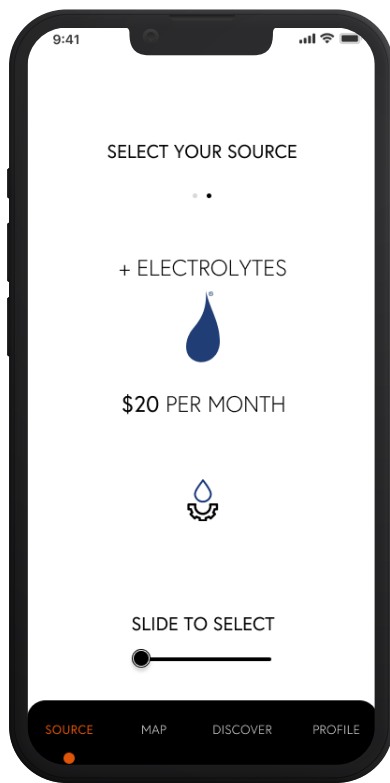 9:41
SELECT YOUR SOURCE
+ ELECTROLYTES
$20 PER MONTH
SLIDE TO SELECT
SOURCE MAP DISCOVER PROFILE